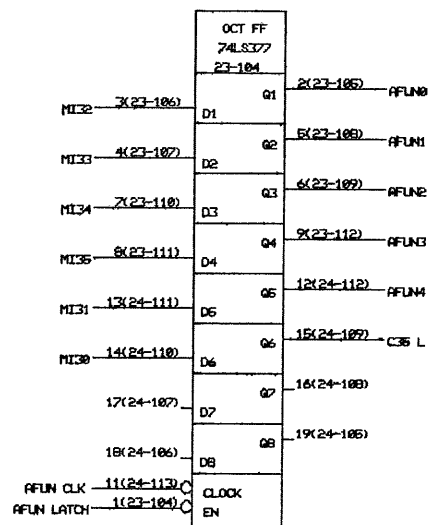 OCT FF
74LS377
23-104
2(23-105) AFUN0
Q1
MI32 3(23-106) D1
5(23-108) AFUN1
Q2
MI33 4(23-107) D2
6(23-109) AFUN2
Q3
MI34 7(23-110) D3
9(23-112) AFUN3
Q4
MI35 8(23-111) D4
12(24-112) AFUN4
Q5
MI31 13(24-111) D5
15(24-109) C36 L
Q6
MI30 14(24-110) D6
16(24-108)
Q7
17(24-107) D7
19(24-105)
Q8
18(24-106) D8
AFUN CLK 11(24-113) CLOCK
AFUN LATCH 1(23-104) EN